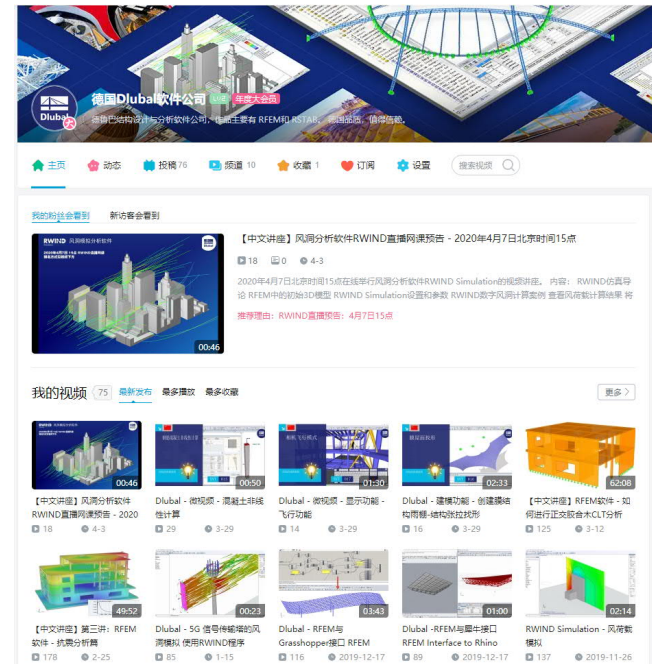 德国Dlubal软件公司 年度大会员
Dlubal
德鲁巴结构设计与分析软件公司，作品主要有 RFEM和 RSTAB。 德国品质，值得信赖。
主页 动态 投稿 76 频道 10 收藏 1 订阅 设置 搜索视频
我的粉丝会看到 新访客会看到
RWIND 风洞模拟分析软件
00:46
【中文讲座】风洞分析软件RWIND直播网课预告 - 2020年4月7日北京时间15点
18 0 4-3
2020年4月7日北京时间15点在线举行风洞分析软件RWIND Simulation的视频讲座。 内容： RWIND仿真导
论 RFEM中的初始3D模型 RWIND Simulation设置和参数 RWIND数字风洞计算案例 查看风荷载计算结果 将
推荐理由：RWIND直播预告：4月7日15点
我的视频 75 最新发布 最多播放 最多收藏 更多
00:46
【中文讲座】风洞分析软件
RWIND直播网课预告 - 2020
18 4-3
00:50
Dlubal - 微视频 - 混凝土非线
性计算
29 3-29
相机飞行模式
01:30
Dlubal - 微视频 - 显示功能 -
飞行功能
14 3-29
02:33
Dlubal - 建模功能 - 创建膜结
构雨棚-结构张拉找形
16 3-29
62:08
【中文讲座】RFEM软件 - 如
何进行正交胶合木CLT分析
125 3-12
49:52
【中文讲座】第三讲：RFEM
软件 - 抗震分析篇
178 2-25
00:23
Dlubal - 5G 信号传输塔的风
洞模拟 使用RWIND程序
85 1-15
03:43
Dlubal - RFEM与
Grasshopper接口 RFEM
116 2019-12-17
01:00
Dlubal -RFEM与犀牛接口
RFEM Interface to Rhino
89 2019-12-17
02:14
RWIND Simulation - 风荷载
模拟
137 2019-11-26